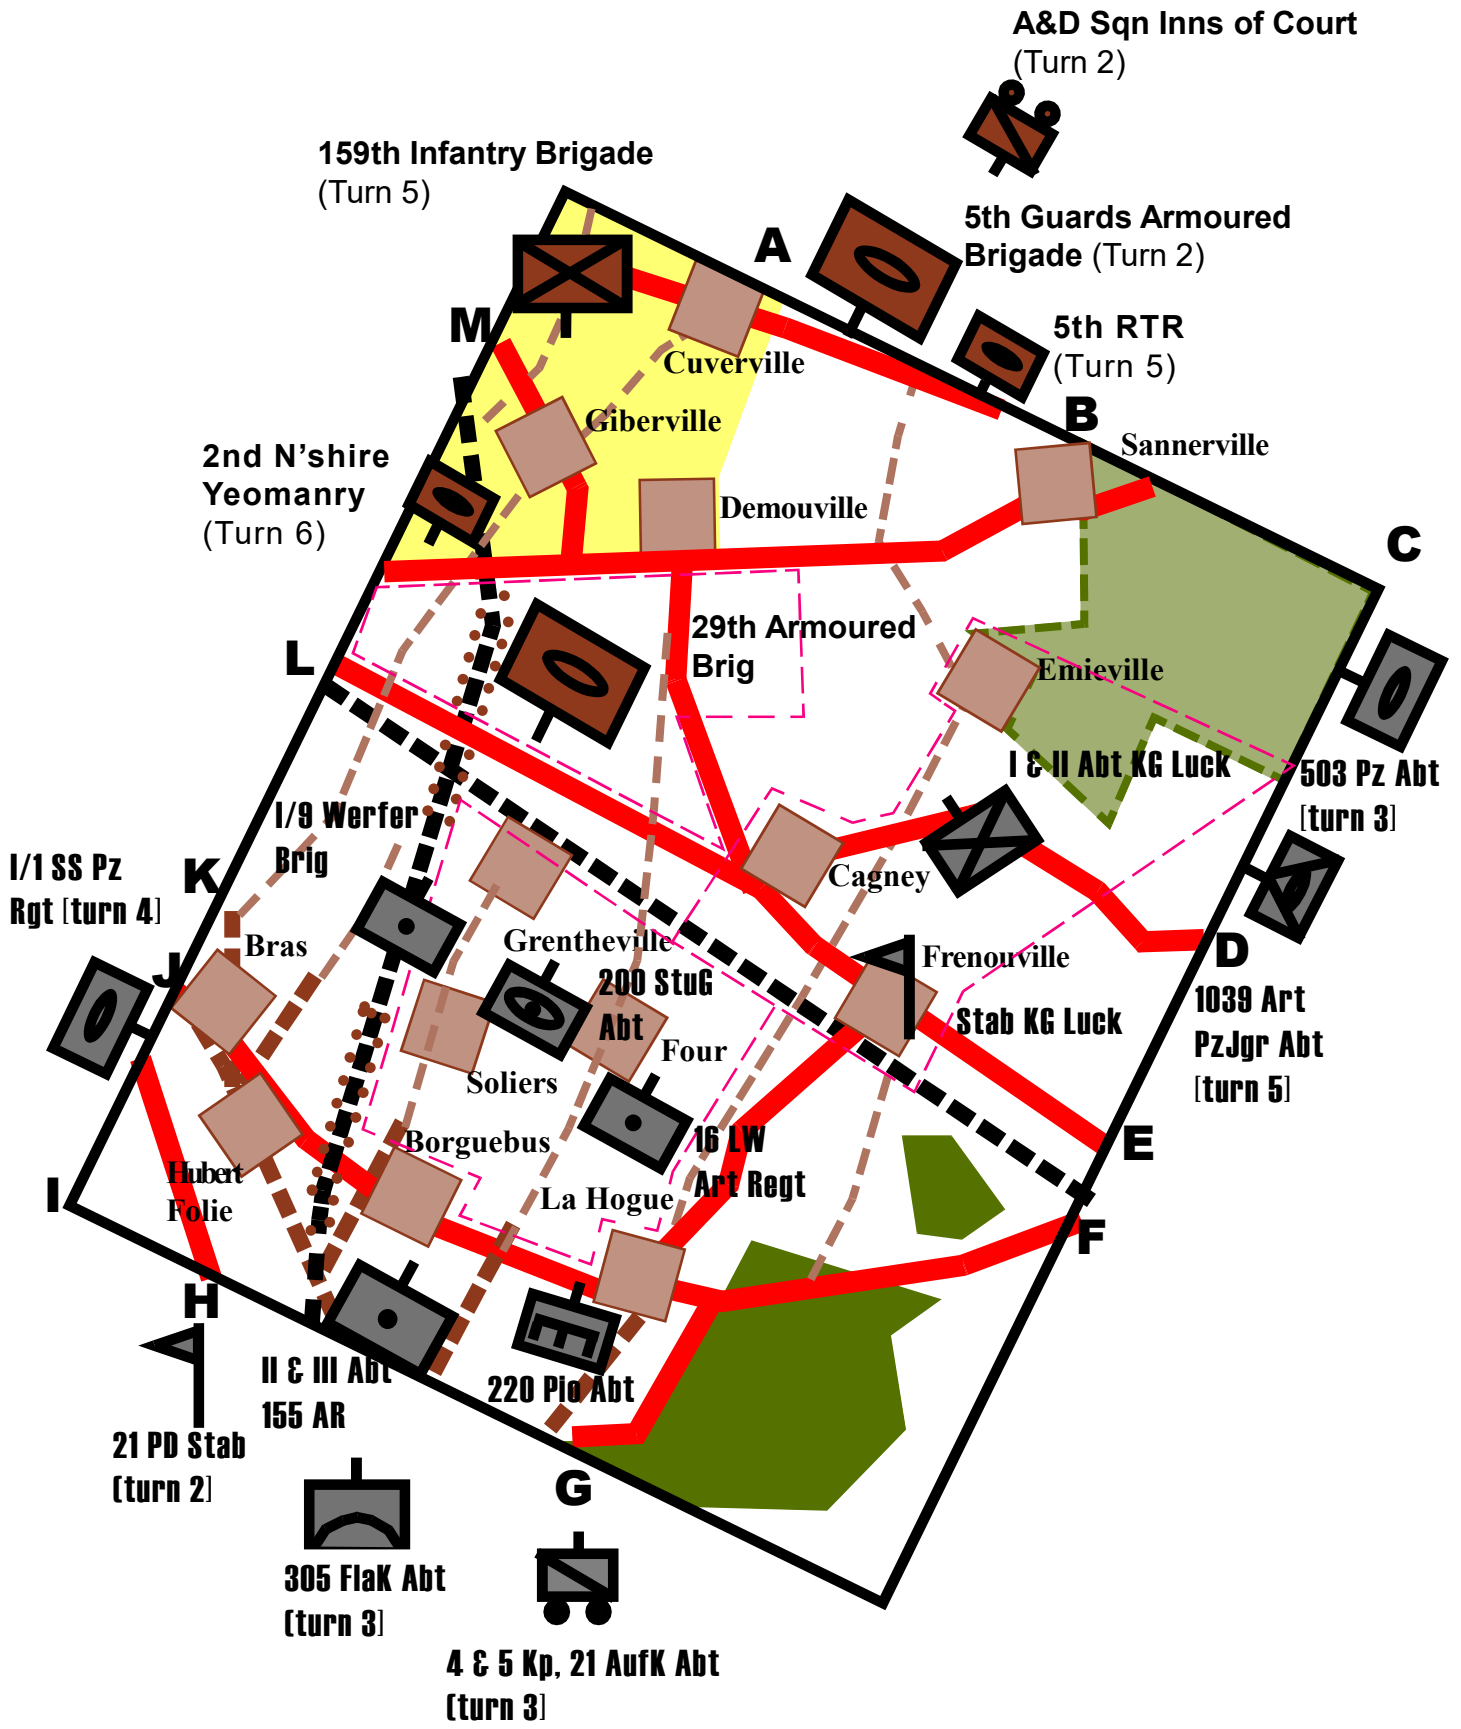 A&D Sqn Inns of Court
(Turn 2)
159th Infantry Brigade
(Turn 5)
5th Guards Armoured
Brigade (Turn 2)
A
M
5th RTR
(Turn 5)
Cuverville
B
Giberville
Sannerville
2nd N'shire
Yeomanry
(Turn 6)
Demouville
C
29th Armoured
Brig
L
Emieville
I & II Abt KG Luck
503 Pz Abt
[turn 3]
I/9 Werfer
Brig
I/1 SS Pz
Rgt [turn 4]
K
Cagney
Bras
Grentheville
Frenouville
D
J
200 StuG
Abt
Stab KG Luck
1039 Art
PzJgr Abt
[turn 5]
Four
Soliers
Borguebus
16 LW
Art Regt
E
Hubert
Folie
I
La Hogue
F
H
II & III Abt
155 AR
220 Pio Abt
21 PD Stab
(turn 2]
G
305 FlaK Abt
(turn 3]
4 & 5 Kp, 21 AufK Abt
(turn 3]